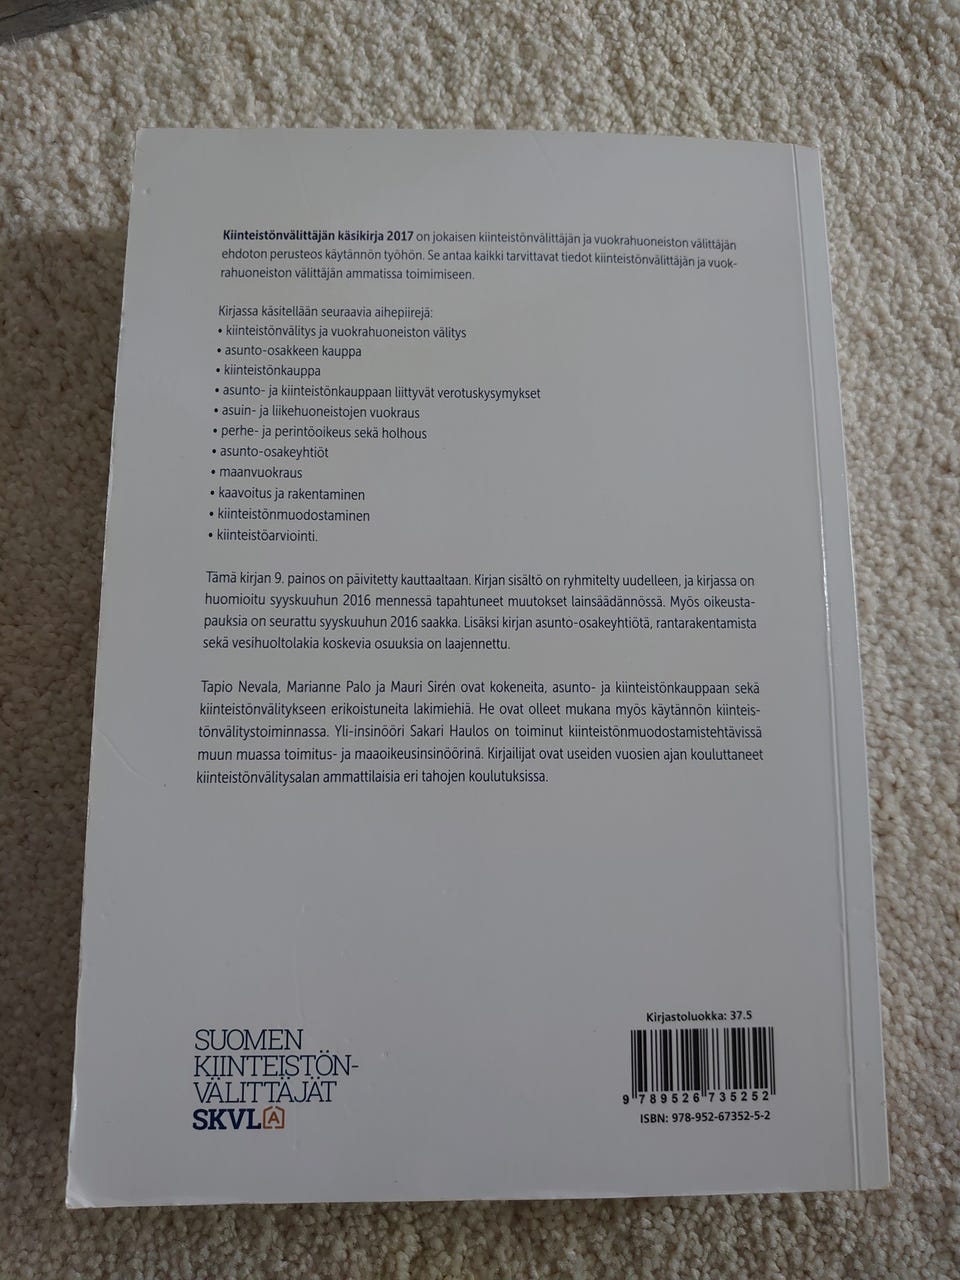 Kiinteistönvälittäjän käsikirja 2017 on jokaisen kiinteistönvälittäjän ja vuokrahuoneiston välittäjän
ehdoton perusteos käytännön työhön. Se antaa kaikki tarvittavat tiedot kiinteistönvälittäjän ja vuok-
rahuoneiston välittäjän ammatissa toimimiseen.
Kirjassa käsitellään seuraavia aihepiirejä:
• kiinteistönvälitys ja vuokrahuoneiston välitys
• asunto-osakkeen kauppa
• kiinteistönkauppa
• asunto- ja kiinteistönkauppaan liittyvät verotuskysymykset
• asuin- ja liikehuoneistojen vuokraus
• perhe- ja perintöoikeus sekä holhous
• asunto-osakeyhtiöt
• maanvuokraus
• kaavoitus ja rakentaminen
• kiinteistönmuodostaminen
• kiinteistöarviointi.
Tämä kirjan 9. painos on päivitetty kauttaaltaan. Kirjan sisältö on ryhmitelty uudelleen, ja kirjassa on
huomioitu syyskuuhun 2016 mennessä tapahtuneet muutokset lainsäädännössä. Myös oikeusta-
pauksia on seurattu syyskuuhun 2016 saakka. Lisäksi kirjan asunto-osakeyhtiötä, rantarakentamista
sekä vesihuoltolakia koskevia osuuksia on laajennettu.
Tapio Nevala, Marianne Palo ja Mauri Sirén ovat kokeneita, asunto- ja kiinteistönkauppaan sekä
kiinteistönvälitykseen erikoistuneita lakimiehiä. He ovat olleet mukana myös käytännön kiinteis-
tönvälitystoiminnassa. Yli-insinööri Sakari Haulos on toiminut kiinteistönmuodostamistehtävissä
muun muassa toimitus- ja maaoikeusinsinöörinä. Kirjailijat ovat useiden vuosien ajan kouluttaneet
kiinteistönvälitysalan ammattilaisia eri tahojen koulutuksissa.
SUOMEN
KIINTEISTÖN-
VÄLITTÄJÄT
SKVL
Kirjastoluokka: 37.5
9 789526 735252
ISBN: 978-952-67352-5-2